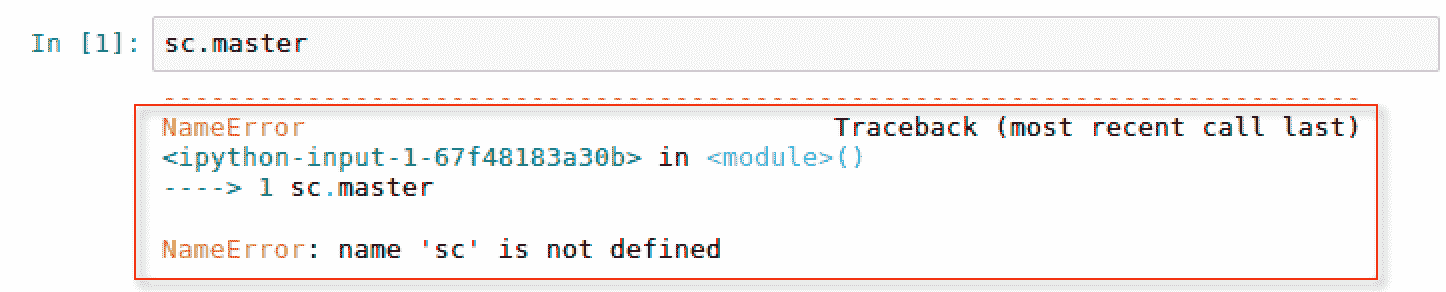 In [1]: sc.master
---------------------------------------------------------------------------
NameError                                 Traceback (most recent call last)
<ipython-input-1-67f48183a30b> in <module>()
----> 1 sc.master
NameError: name 'sc' is not defined